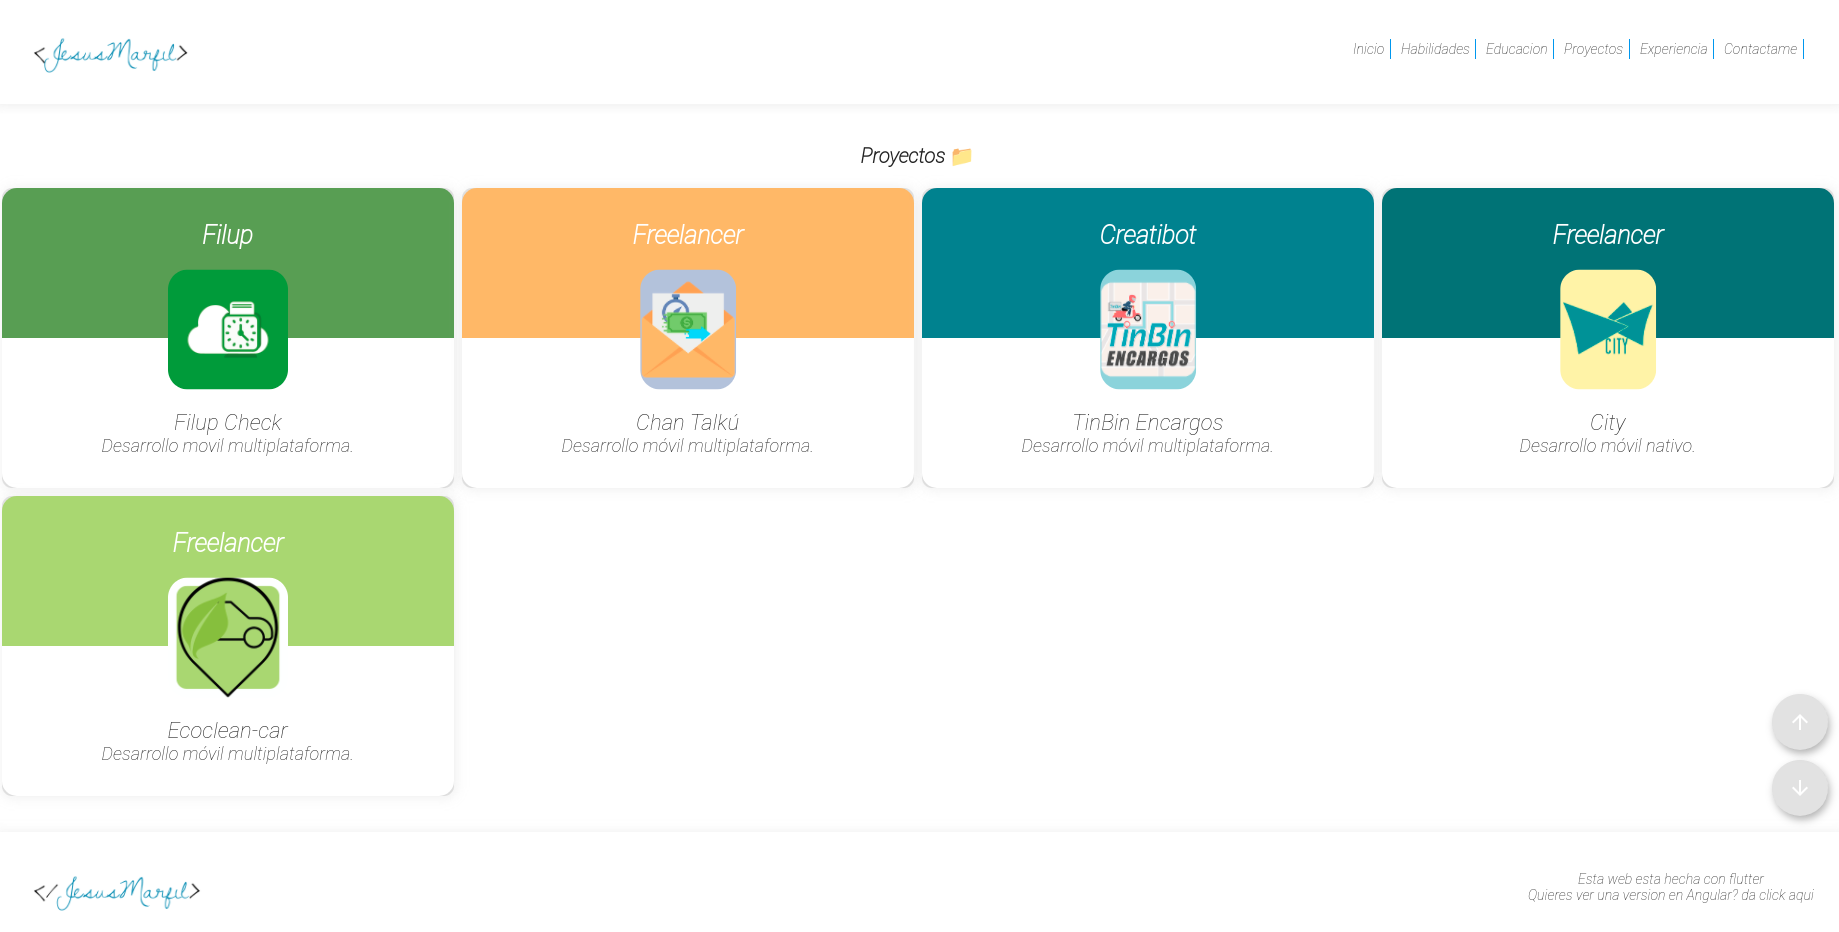 <JesusMarfil>
Inicio
Habilidades
Educacion
Proyectos
Experiencia
Contactame
Proyectos 📁
Filup
Filup Check
Desarrollo movil multiplataforma.
Freelancer
Chan Talkú
Desarrollo móvil multiplataforma.
Creatibot
TinBin
ENCARGOS
TinBin Encargos
Desarrollo móvil multiplataforma.
Freelancer
CITY
City
Desarrollo móvil nativo.
Freelancer
Ecoclean-car
Desarrollo móvil multiplataforma.
</JesusMarfil>
Esta web esta hecha con flutter
Quieres ver una version en Angular? da click aqui